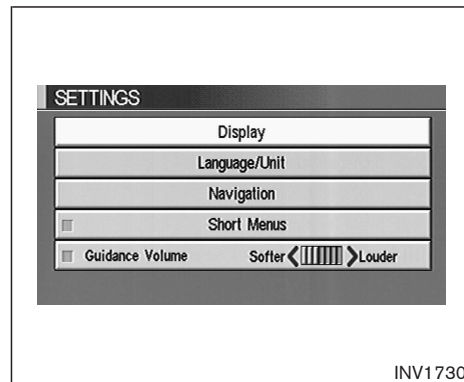 SETTINGS
Display
Language/Unit
Navigation
Short Menus
Guidance Volume Softer Louder
INV1730